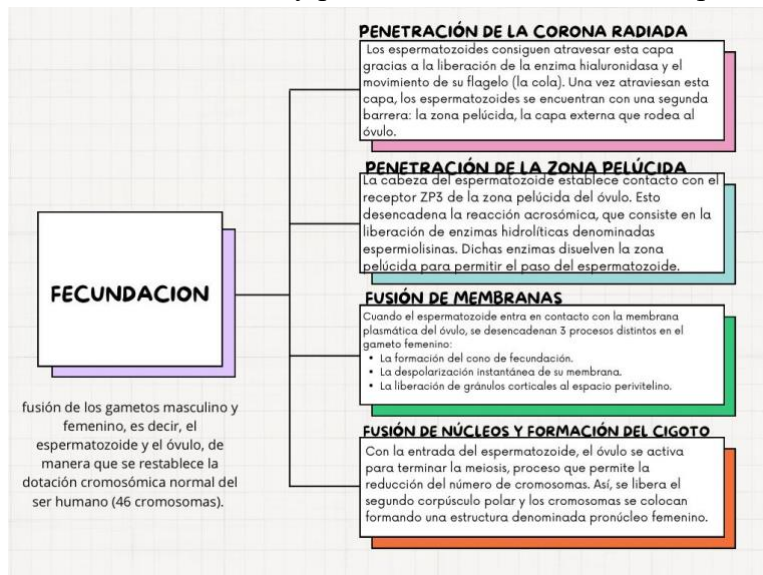 PENETRACIÓN DE LA CORONA RADIADA
Los espermatozoides consiguen atravesar esta capa
gracias a la liberación de la enzima hialuronidasa y el
movimiento de su flagelo (la cola). Una vez atraviesan esta
capa, los espermatozoides se encuentran con una segunda
barrera: la zona pelúcida, la capa externa que rodea al
óvulo.
PENETRACIÓN DE LA ZONA PELÚCIDA
La cabeza del espermatozoide establece contacto con el
receptor ZP3 de la zona pelúcida del óvulo. Esto
desencadena la reacción acrosómica, que consiste en la
liberación de enzimas hidrolíticas denominadas
espermiolisinas. Dichas enzimas disuelven la zona
pelúcida para permitir el paso del espermatozoide.
FECUNDACION
fusión de los gametos masculino y
femenino, es decir, el
espermatozoide y el óvulo, de
manera que se restablece la
dotación cromosómica normal del
ser humano (46 cromosomas).
FUSIÓN DE MEMBRANAS
Cuando el espermatozoide entra en contacto con la membrana
plasmática del óvulo, se desencadenan 3 procesos distintos en el
gameto femenino:
• La formación del cono de fecundación.
• La despolarización instantánea de su membrana.
• La liberación de gránulos corticales al espacio perivitelino.
FUSIÓN DE NÚCLEOS Y FORMACIÓN DEL CIGOTO
Con la entrada del espermatozoide, el óvulo se activa
para terminar la meiosis, proceso que permite la
reducción del número de cromosomas. Así, se libera el
segundo corpúsculo polar y los cromosomas se colocan
formando una estructura denominada pronúcleo femenino.